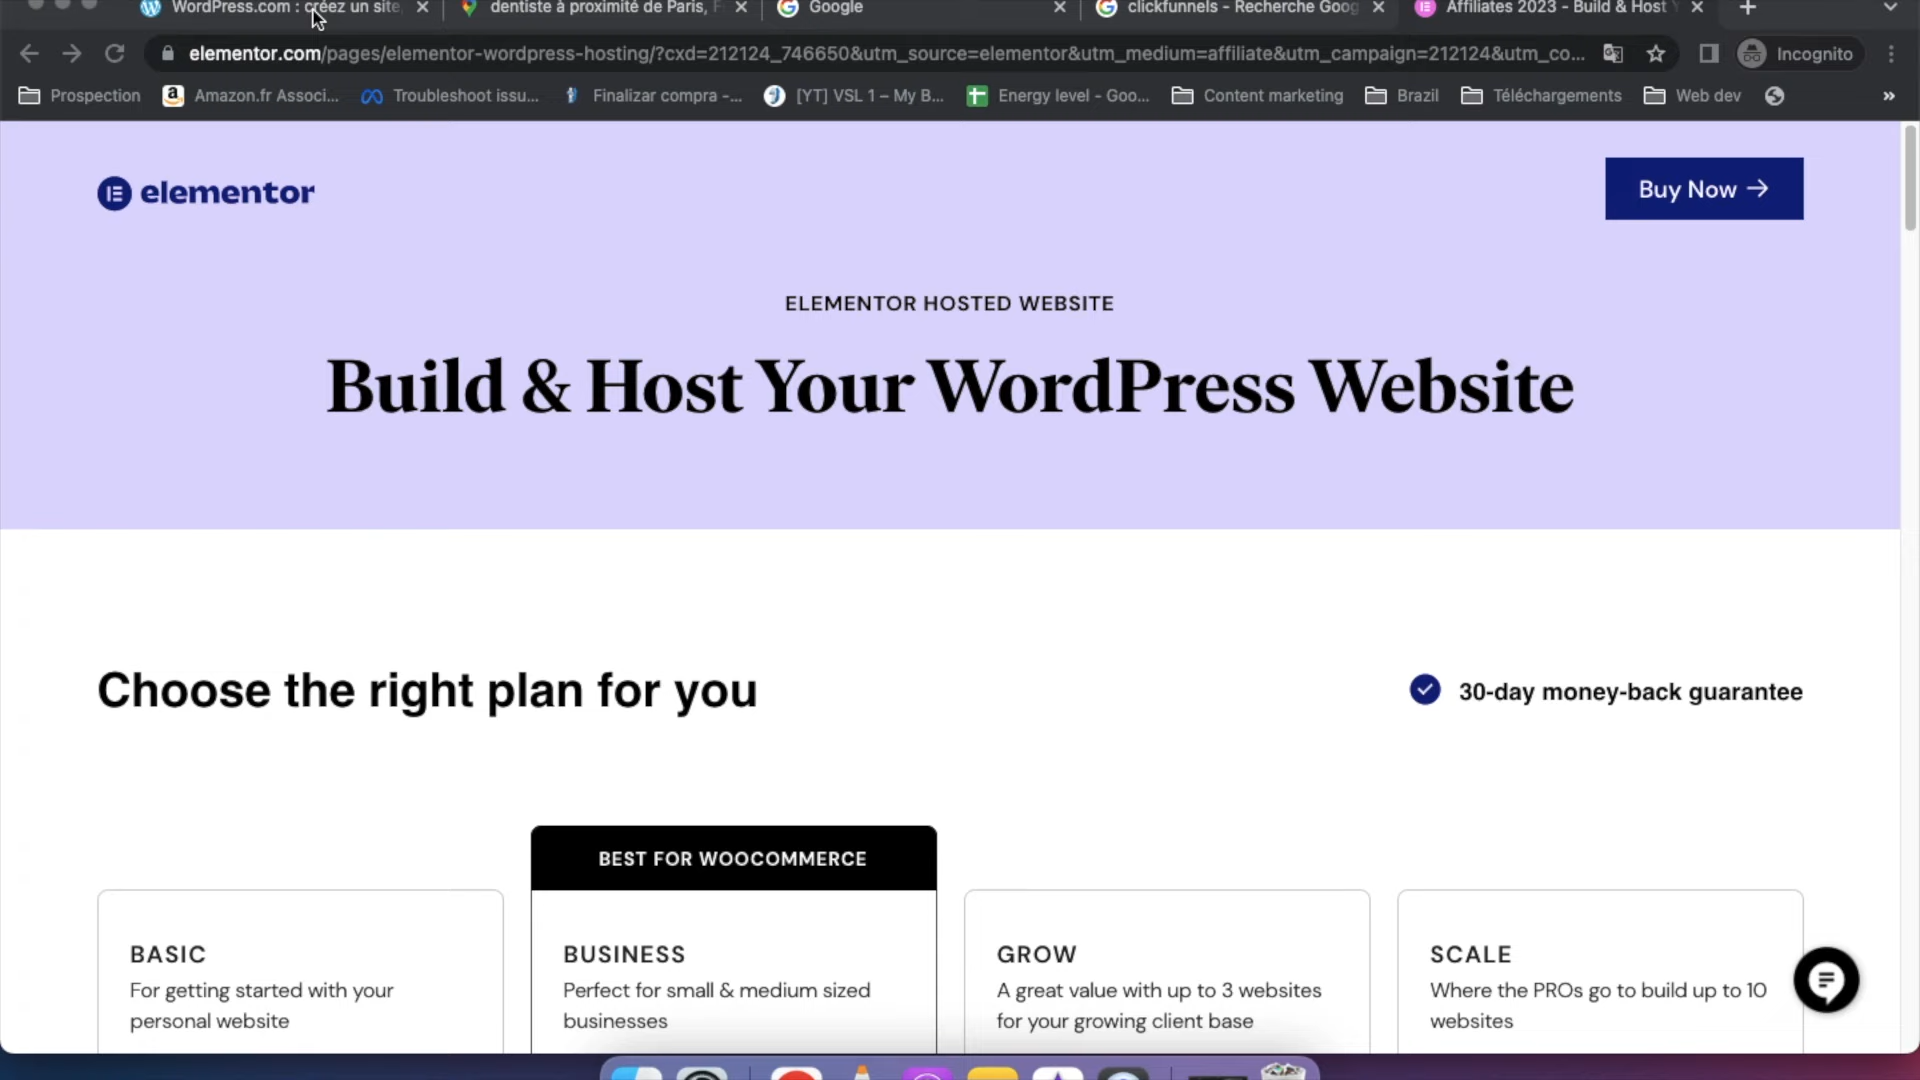 WordPress.com : créez un site,
dentiste à proximité de Paris, F
Google
clickfunnels - Recherche Goog
Affiliates 2023 - Build & Host Y
elementor.com/pages/elementor-wordpress-hosting/?cxd=212124_746650&utm_source=elementor&utm_medium=affiliate&utm_campaign=212124&utm_co...
Incognito
Prospection
Amazon.fr Associ...
Troubleshoot issu...
Finalizar compra -...
[YT] VSL 1 – My B...
Energy level - Goo...
Content marketing
Brazil
Téléchargements
Web dev
»
elementor
Buy Now →
ELEMENTOR HOSTED WEBSITE
Build & Host Your WordPress Website
Choose the right plan for you
30-day money-back guarantee
BEST FOR WOOCOMMERCE
BASIC
For getting started with your
personal website
BUSINESS
Perfect for small & medium sized
businesses
GROW
A great value with up to 3 websites
for your growing client base
SCALE
Where the PROs go to build up to 10
websites